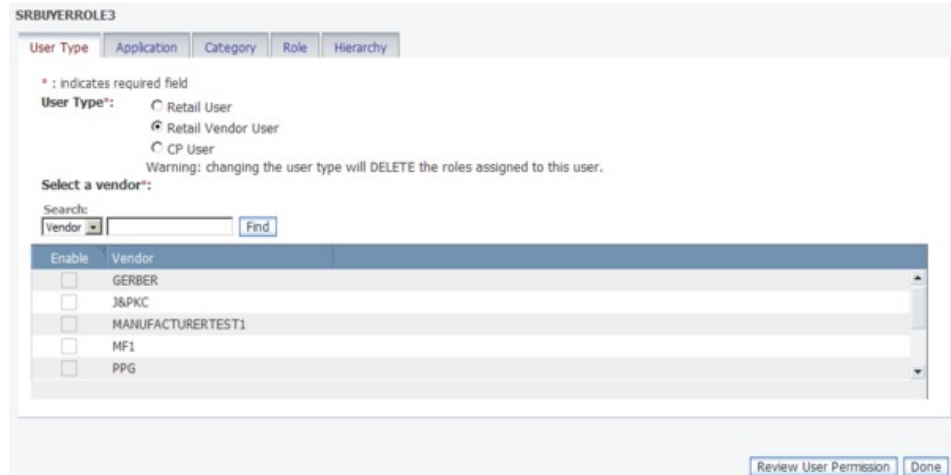 SRBUYERROLE3
User Type Application Category Role Hierarchy
* : indicates required field
User Type*: Retail User
Retail Vendor User
CP User
Warning: changing the user type will DELETE the roles assigned to this user.
Select a vendor*:
Search:
Vendor Find
Enable Vendor
GERBER
J&PKC
MANUFACTURERTEST1
MF1
PPG
Review User Permission Done